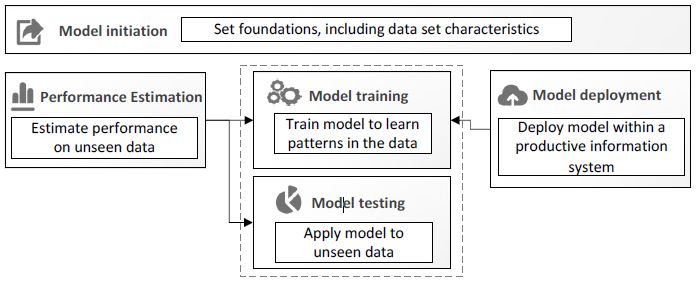 Model initiation
Set foundations, including data set characteristics
Performance Estimation
Estimate performance
on unseen data
Model training
Train model to learn
patterns in the data
Model deployment
Deploy model within a
productive information
system
Model testing
Apply model to
unseen data